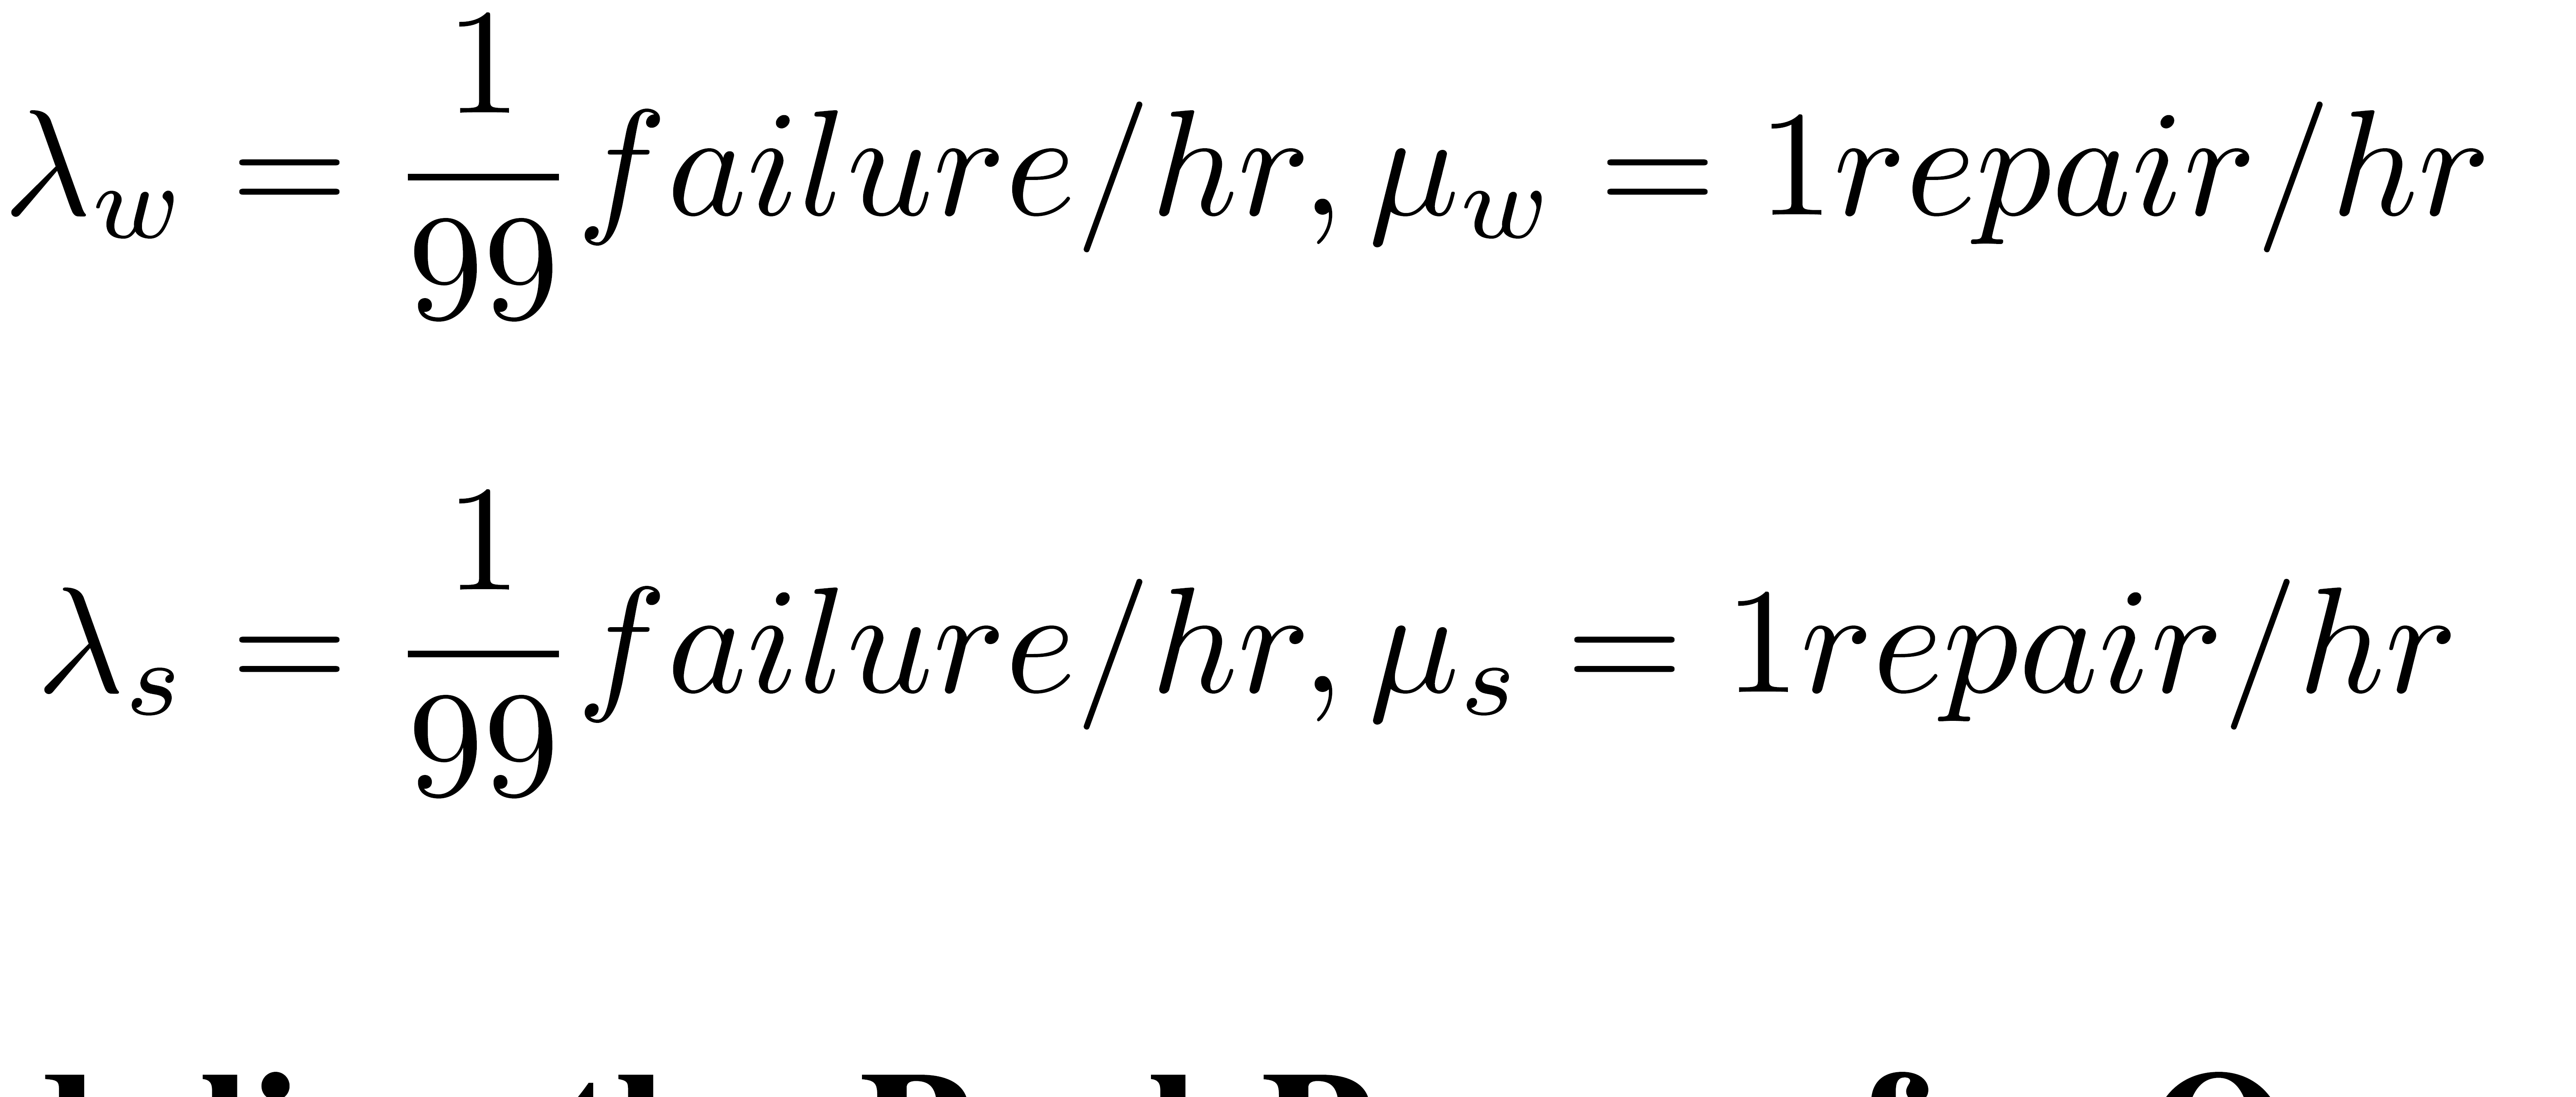 λ_w = 1/99 failure/hr, μ_w = 1repair/hr
λ_s = 1/99 failure/hr, μ_s = 1repair/hr